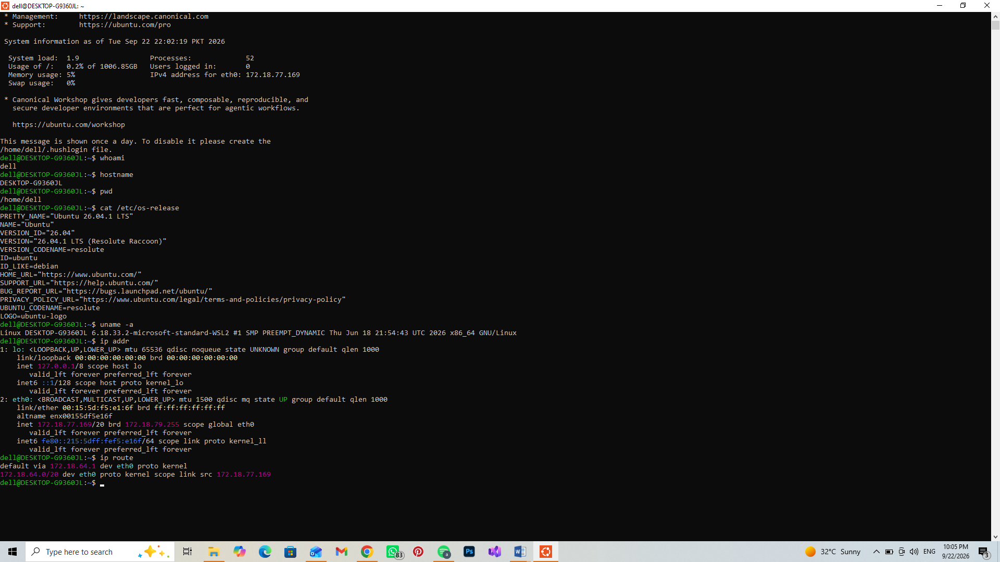 dell@DESKTOP-G9360JL: ~
 * Management:     https://landscape.canonical.com
 * Support:        https://ubuntu.com/pro
 System information as of Tue Sep 22 22:02:19 PKT 2026
  System load:  1.9                 Processes:             52
  Usage of /:   0.2% of 1006.85GB   Users logged in:       0
  Memory usage: 5%                  IPv4 address for eth0: 172.18.77.169
  Swap usage:   0%
 * Canonical Workshop gives developers fast, composable, reproducible, and
   secure developer environments that are perfect for agentic workflows.
   https://ubuntu.com/workshop
This message is shown once a day. To disable it please create the
/home/dell/.hushlogin file.
dell@DESKTOP-G9360JL:~$ whoami
dell
dell@DESKTOP-G9360JL:~$ hostname
DESKTOP-G9360JL
dell@DESKTOP-G9360JL:~$ pwd
/home/dell
dell@DESKTOP-G9360JL:~$ cat /etc/os-release
PRETTY_NAME="Ubuntu 26.04.1 LTS"
NAME="Ubuntu"
VERSION_ID="26.04"
VERSION="26.04.1 LTS (Resolute Raccoon)"
VERSION_CODENAME=resolute
ID=ubuntu
ID_LIKE=debian
HOME_URL="https://www.ubuntu.com/"
SUPPORT_URL="https://help.ubuntu.com/"
BUG_REPORT_URL="https://bugs.launchpad.net/ubuntu/"
PRIVACY_POLICY_URL="https://www.ubuntu.com/legal/terms-and-policies/privacy-policy"
UBUNTU_CODENAME=resolute
LOGO=ubuntu-logo
dell@DESKTOP-G9360JL:~$ uname -a
Linux DESKTOP-G9360JL 6.18.33.2-microsoft-standard-WSL2 #1 SMP PREEMPT_DYNAMIC Thu Jun 18 21:54:43 UTC 2026 x86_64 GNU/Linux
dell@DESKTOP-G9360JL:~$ ip addr
1: lo: <LOOPBACK,UP,LOWER_UP> mtu 65536 qdisc noqueue state UNKNOWN group default qlen 1000
    link/loopback 00:00:00:00:00:00 brd 00:00:00:00:00:00
    inet 127.0.0.1/8 scope host lo
       valid_lft forever preferred_lft forever
    inet6 ::1/128 scope host proto kernel_lo
       valid_lft forever preferred_lft forever
2: eth0: <BROADCAST,MULTICAST,UP,LOWER_UP> mtu 1500 qdisc mq state UP group default qlen 1000
    link/ether 00:15:5d:f5:e1:6f brd ff:ff:ff:ff:ff:ff
    altname enx00155df5e16f
    inet 172.18.77.169/20 brd 172.18.79.255 scope global eth0
       valid_lft forever preferred_lft forever
    inet6 fe80::215:5dff:fef5:e16f/64 scope link proto kernel_ll
       valid_lft forever preferred_lft forever
dell@DESKTOP-G9360JL:~$ ip route
default via 172.18.64.1 dev eth0 proto kernel
172.18.64.0/20 dev eth0 proto kernel scope link src 172.18.77.169
dell@DESKTOP-G9360JL:~$
Type here to search
83
a
Ps
W
32°C Sunny
ENG
10:05 PM
9/22/2026
3